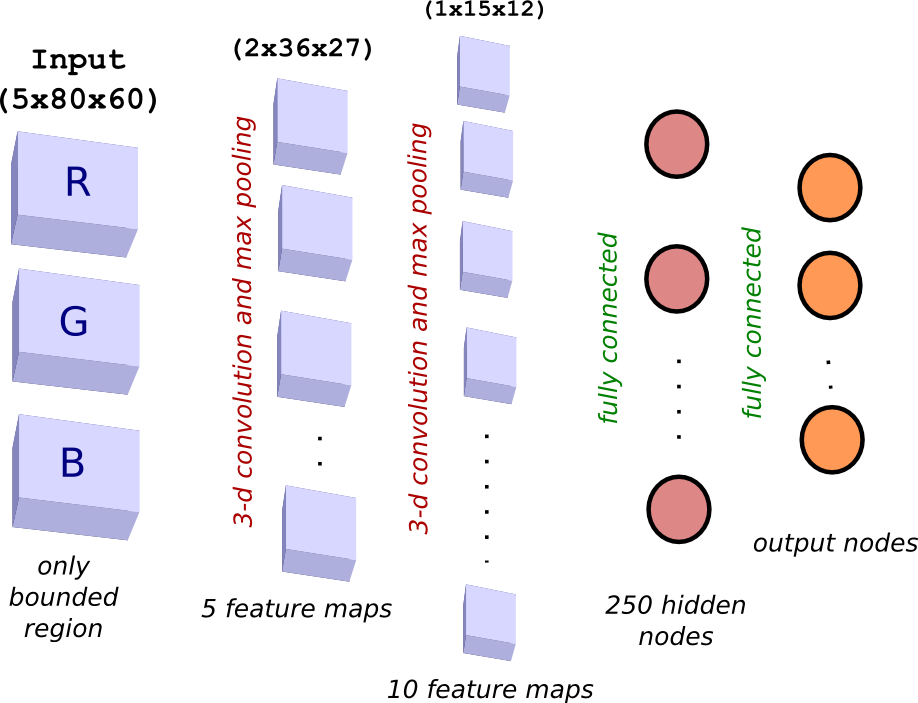 Input
(5x80x60)
R
G
B
only
bounded
region
3-d convolution and max pooling
(2x36x27)
5 feature maps
3-d convolution and max pooling
(1x15x12)
10 feature maps
fully connected
250 hidden
nodes
fully connected
output nodes